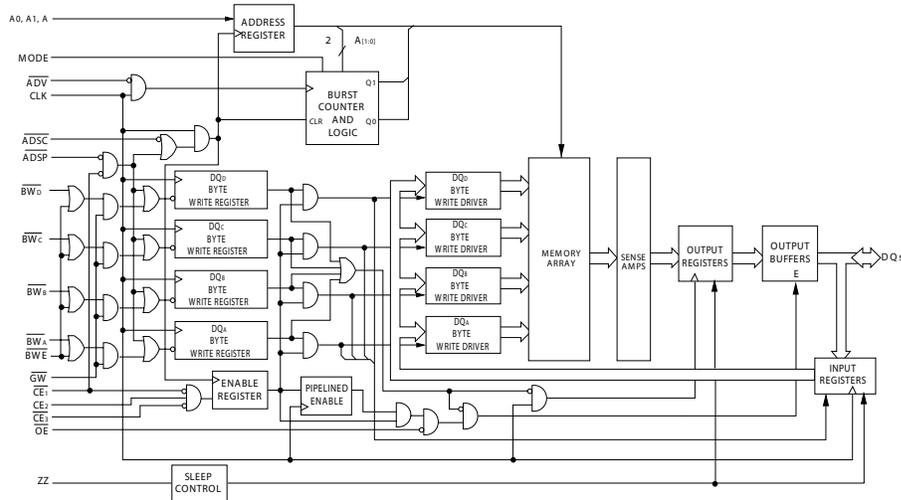 A0, A1, A
ADDRESS
REGISTER
MODE
2 A[1:0]
ADV
CLK
BURST
COUNTER
AND
LOGIC
CLR
Q1
Q0
ADSC
ADSP
BWD
BWC
BWB
BWA
BWE
GW
CE1
CE2
CE3
OE
ZZ
DQD
BYTE
WRITE REGISTER
DQC
BYTE
WRITE REGISTER
DQB
BYTE
WRITE REGISTER
DQA
BYTE
WRITE REGISTER
ENABLE
REGISTER
PIPELINED
ENABLE
SLEEP
CONTROL
DQD
BYTE
WRITE DRIVER
DQC
BYTE
WRITE DRIVER
DQB
BYTE
WRITE DRIVER
DQA
BYTE
WRITE DRIVER
MEMORY
ARRAY
SENSE
AMPS
OUTPUT
REGISTERS
OUTPUT
BUFFERS
E
DQs
INPUT
REGISTERS